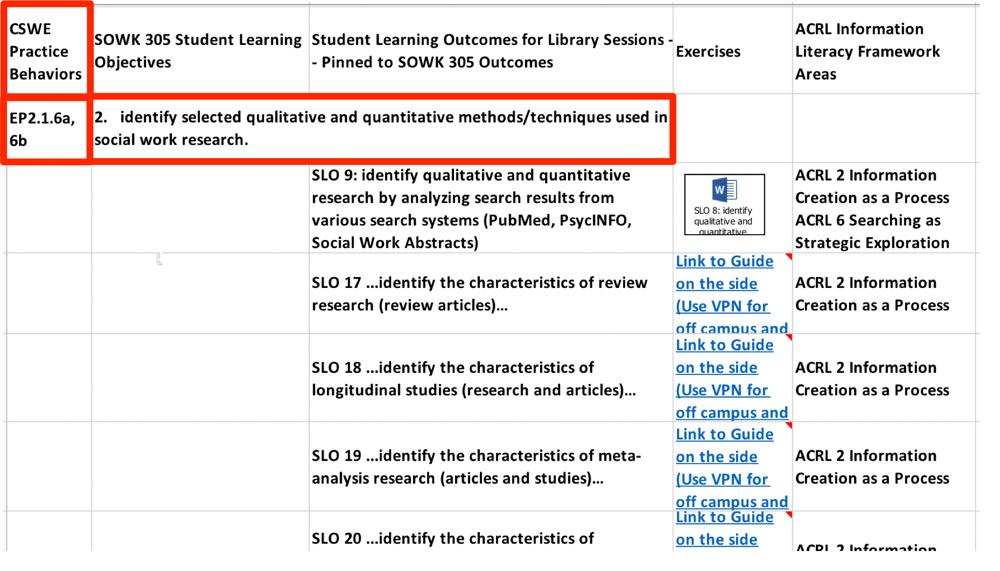 CSWE
Practice
Behaviors
SOWK 305 Student Learning
Objectives
Student Learning Outcomes for Library Sessions -
- Pinned to SOWK 305 Outcomes
Exercises
ACRL Information
Literacy Framework
Areas
EP2.1.6a,
6b
2. identify selected qualitative and quantitative methods/techniques used in
social work research.
SLO 9: identify qualitative and quantitative
research by analyzing search results from
various search systems (PubMed, PsycINFO,
Social Work Abstracts)
W
SLO 8: identify
qualitative and
quantitative
ACRL 2 Information
Creation as a Process
ACRL 6 Searching as
Strategic Exploration
SLO 17 ...identify the characteristics of review
research (review articles)...
Link to Guide
on the side
(Use VPN for
off campus and
ACRL 2 Information
Creation as a Process
SLO 18 ...identify the characteristics of
longitudinal studies (research and articles)...
Link to Guide
on the side
(Use VPN for
off campus and
ACRL 2 Information
Creation as a Process
SLO 19 ...identify the characteristics of meta-
analysis research (articles and studies)...
Link to Guide
on the side
(Use VPN for
off campus and
ACRL 2 Information
Creation as a Process
SLO 20 ...identify the characteristics of
Link to Guide
on the side
ACRL 2 Information